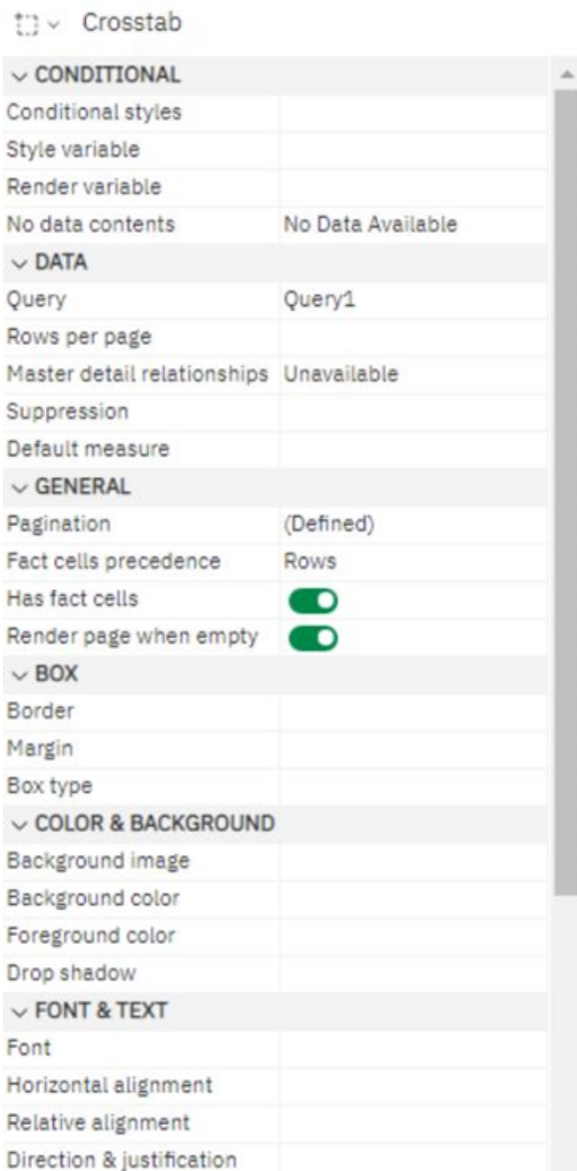 Crosstab
CONDITIONAL
Conditional styles
Style variable
Render variable
No data contents No Data Available
DATA
Query Query1
Rows per page
Master detail relationships Unavailable
Suppression
Default measure
GENERAL
Pagination (Defined)
Fact cells precedence Rows
Has fact cells
Render page when empty
BOX
Border
Margin
Box type
COLOR & BACKGROUND
Background image
Background color
Foreground color
Drop shadow
FONT & TEXT
Font
Horizontal alignment
Relative alignment
Direction & justification